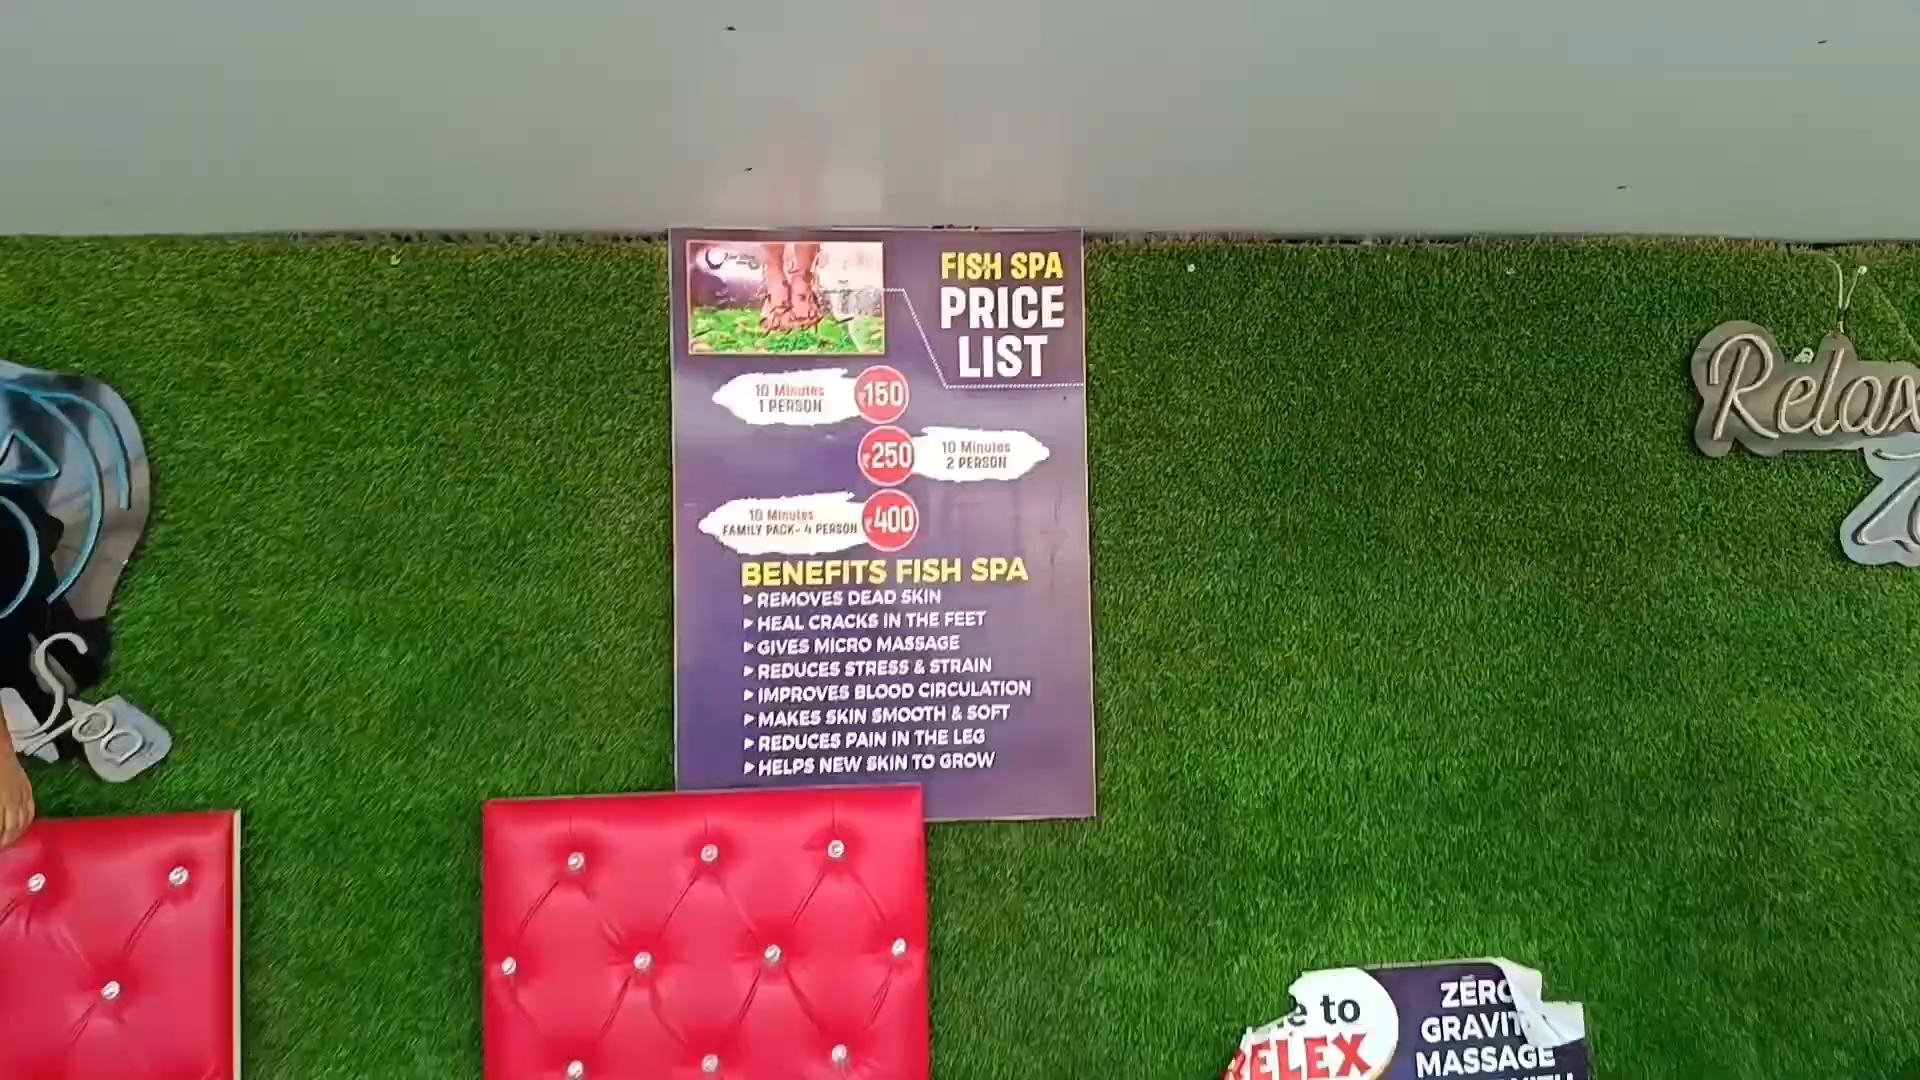 FISH SPA
PRICE
LIST
10 Minutes
1 PERSON
₹150
₹250
10 Minutes
2 PERSON
10 Minutes
FAMILY PACK- 4 PERSON
₹400
BENEFITS FISH SPA
▶ REMOVES DEAD SKIN
▶ HEAL CRACKS IN THE FEET
▶ GIVES MICRO MASSAGE
▶ REDUCES STRESS & STRAIN
▶ IMPROVES BLOOD CIRCULATION
▶ MAKES SKIN SMOOTH & SOFT
▶ REDUCES PAIN IN THE LEG
▶ HELPS NEW SKIN TO GROW
Relax
Spa
to
RELEX
ZERO
GRAVIT
MASSAGE